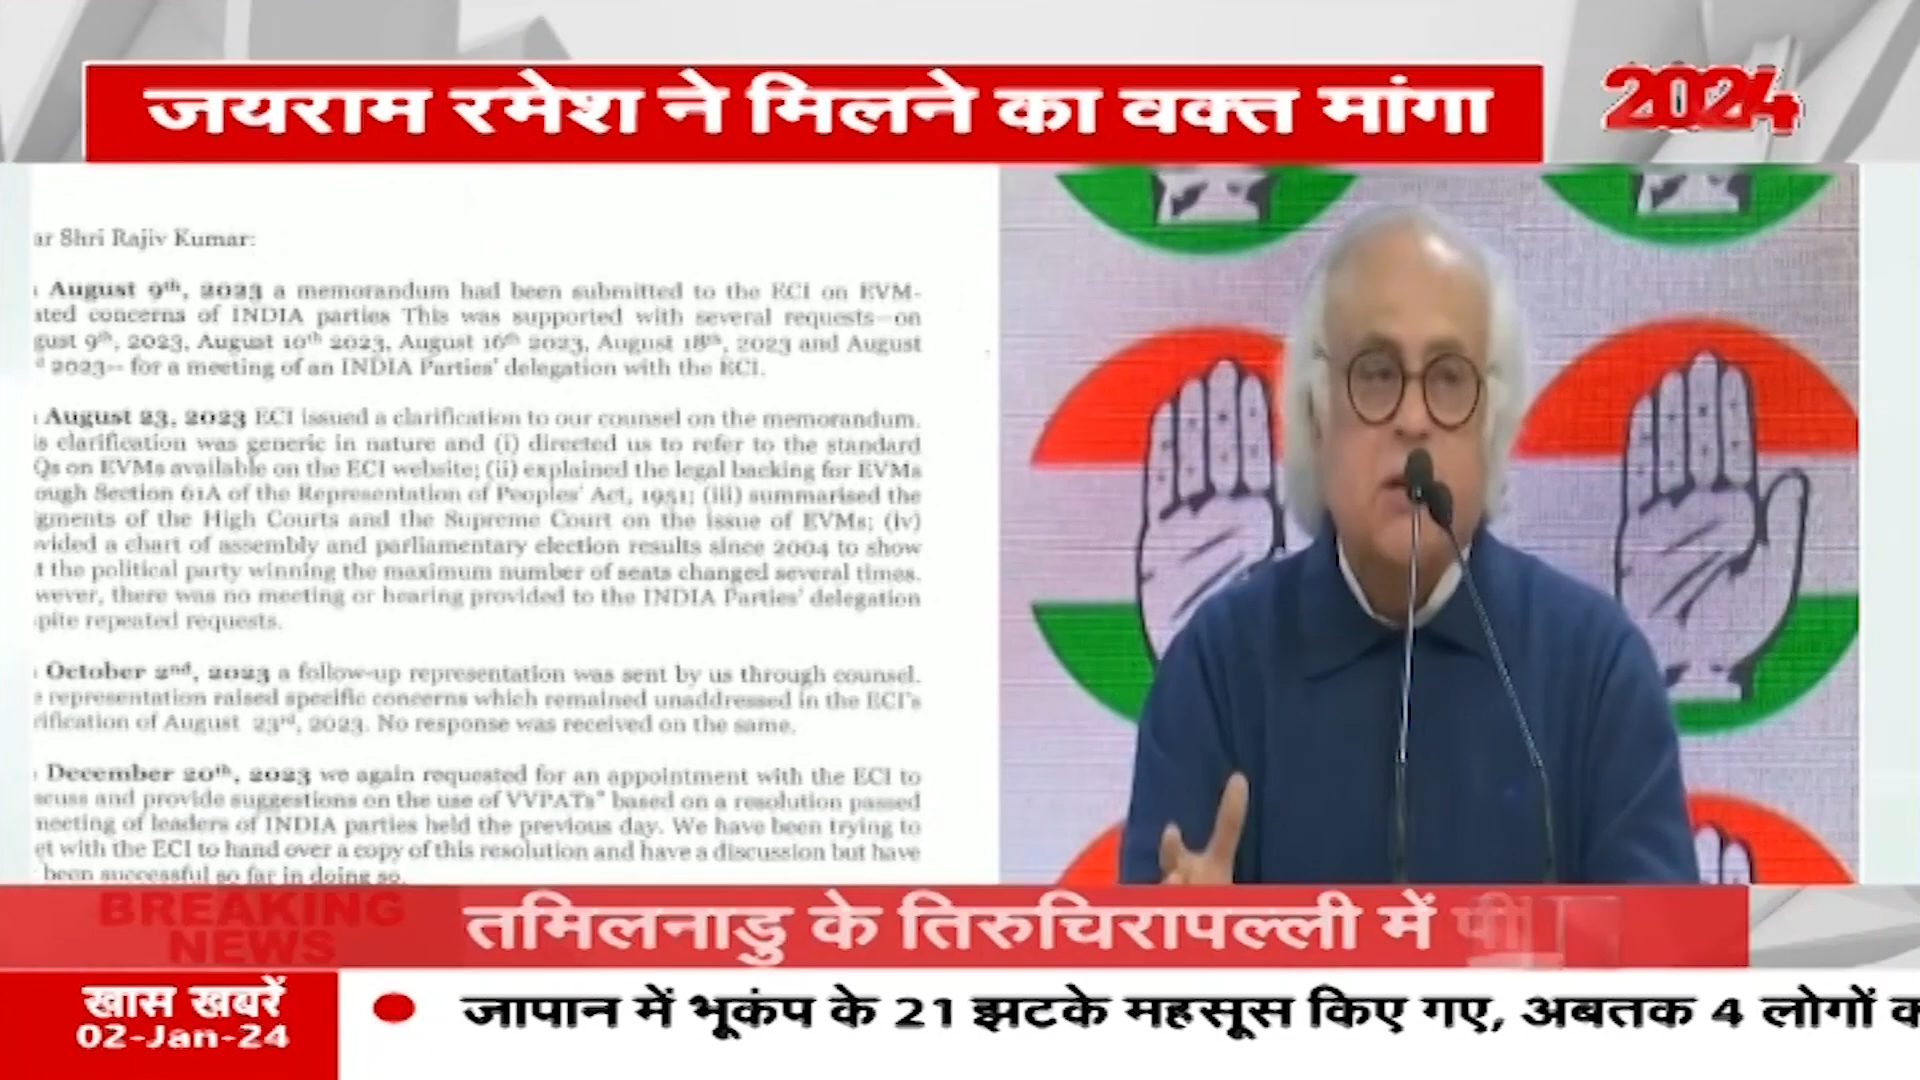 जयराम रमेश ने मिलने का वक्त मांगा
2024
ar Shri Rajiv Kumar:
August 9th, 2023 a memorandum had been submitted to the ECI on EVM-
ated concerns of INDIA parties This was supported with several requests—on
gust 9th, 2023, August 10th 2023, August 16th 2023, August 18th, 2023 and August
d 2023-- for a meeting of an INDIA Parties' delegation with the ECI.
August 23, 2023 ECI issued a clarification to our counsel on the memorandum.
s clarification was generic in nature and (i) directed us to refer to the standard
Qs on EVMs available on the ECI website; (ii) explained the legal backing for EVMs
ough Section 61A of the Representation of Peoples' Act, 1951; (iii) summarised the
gments of the High Courts and the Supreme Court on the issue of EVMs; (iv)
vided a chart of assembly and parliamentary election results since 2004 to show
t the political party winning the maximum number of seats changed several times.
wever, there was no meeting or hearing provided to the INDIA Parties' delegation
pite repeated requests.
October 2nd, 2023 a follow-up representation was sent by us through counsel.
e representation raised specific concerns which remained unaddressed in the ECI's
rification of August 23rd, 2023. No response was received on the same.
December 20th, 2023 we again requested for an appointment with the ECI to
scuss and provide suggestions on the use of VVPATs" based on a resolution passed
meeting of leaders of INDIA parties held the previous day. We have been trying to
et with the ECI to hand over a copy of this resolution and have a discussion but have
been successful so far in doing so.
BREAKING
NEWS
तमिलनाडु के तिरुचिरापल्ली में
खास खबरें
02-Jan-24
जापान में भूकंप के 21 झटके महसूस किए गए, अबतक 4 लोगों